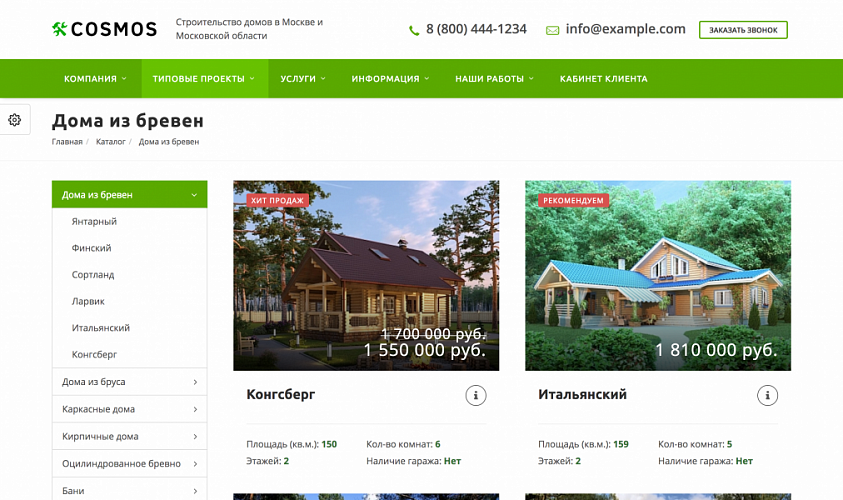 COSMOS
Строительство домов в Москве и
Московской области
8 (800) 444-1234
info@example.com
ЗАКАЗАТЬ ЗВОНОК
КОМПАНИЯ
ТИПОВЫЕ ПРОЕКТЫ
УСЛУГИ
ИНФОРМАЦИЯ
НАШИ РАБОТЫ
КАБИНЕТ КЛИЕНТА
Дома из бревен
Главная / Каталог / Дома из бревен
Дома из бревен
Янтарный
Финский
Сортланд
Ларвик
Итальянский
Конгсберг
Дома из бруса
Каркасные дома
Кирпичные дома
Оцилиндрованное бревно
Бани
ХИТ ПРОДАЖ
1 700 000 руб.
1 550 000 руб.
Конгсберг
Площадь (кв.м.): 150
Кол-во комнат: 6
Этажей: 2
Наличие гаража: Нет
РЕКОМЕНДУЕМ
1 810 000 руб.
Итальянский
Площадь (кв.м.): 159
Кол-во комнат: 5
Этажей: 2
Наличие гаража: Нет